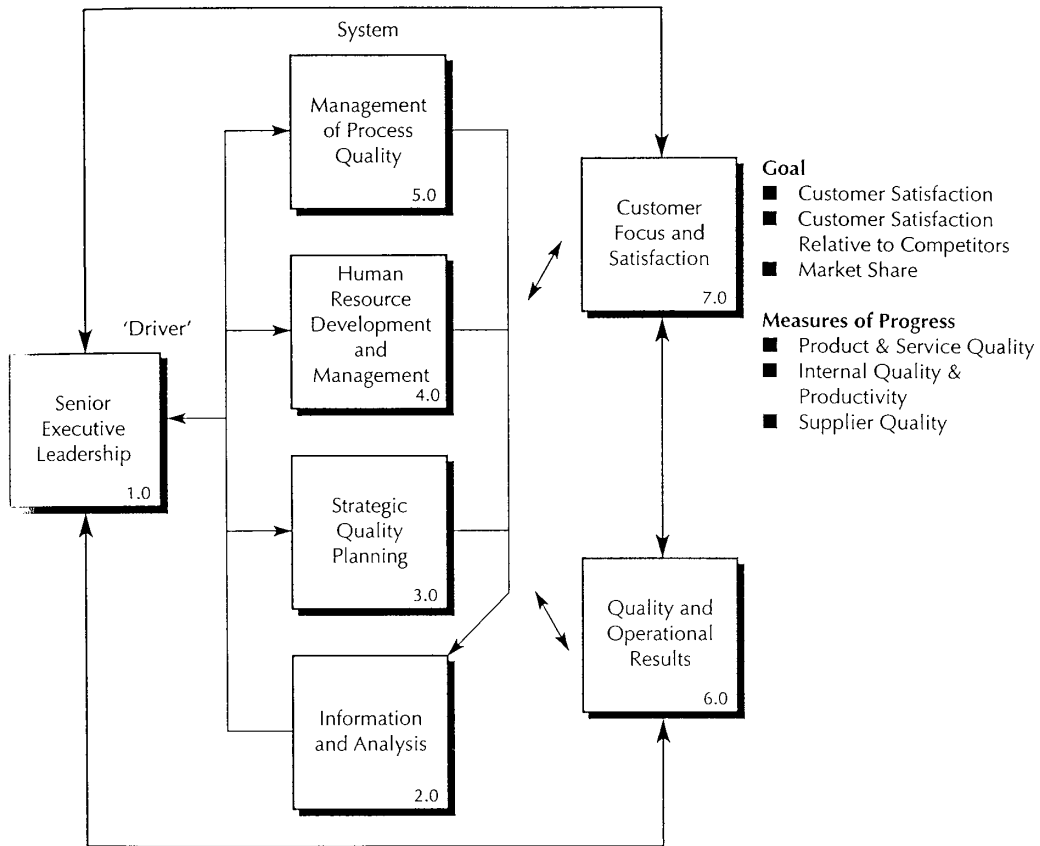 System
Management
of Process
Quality
5.0
Human
Resource
Development
and
Management
4.0
Strategic
Quality
Planning
3.0
Information
and Analysis
2.0
'Driver'
Senior
Executive
Leadership
1.0
Customer
Focus and
Satisfaction
7.0
Quality and
Operational
Results
6.0
Goal
■ Customer Satisfaction
■ Customer Satisfaction
Relative to Competitors
■ Market Share
Measures of Progress
■ Product & Service Quality
■ Internal Quality &
Productivity
■ Supplier Quality